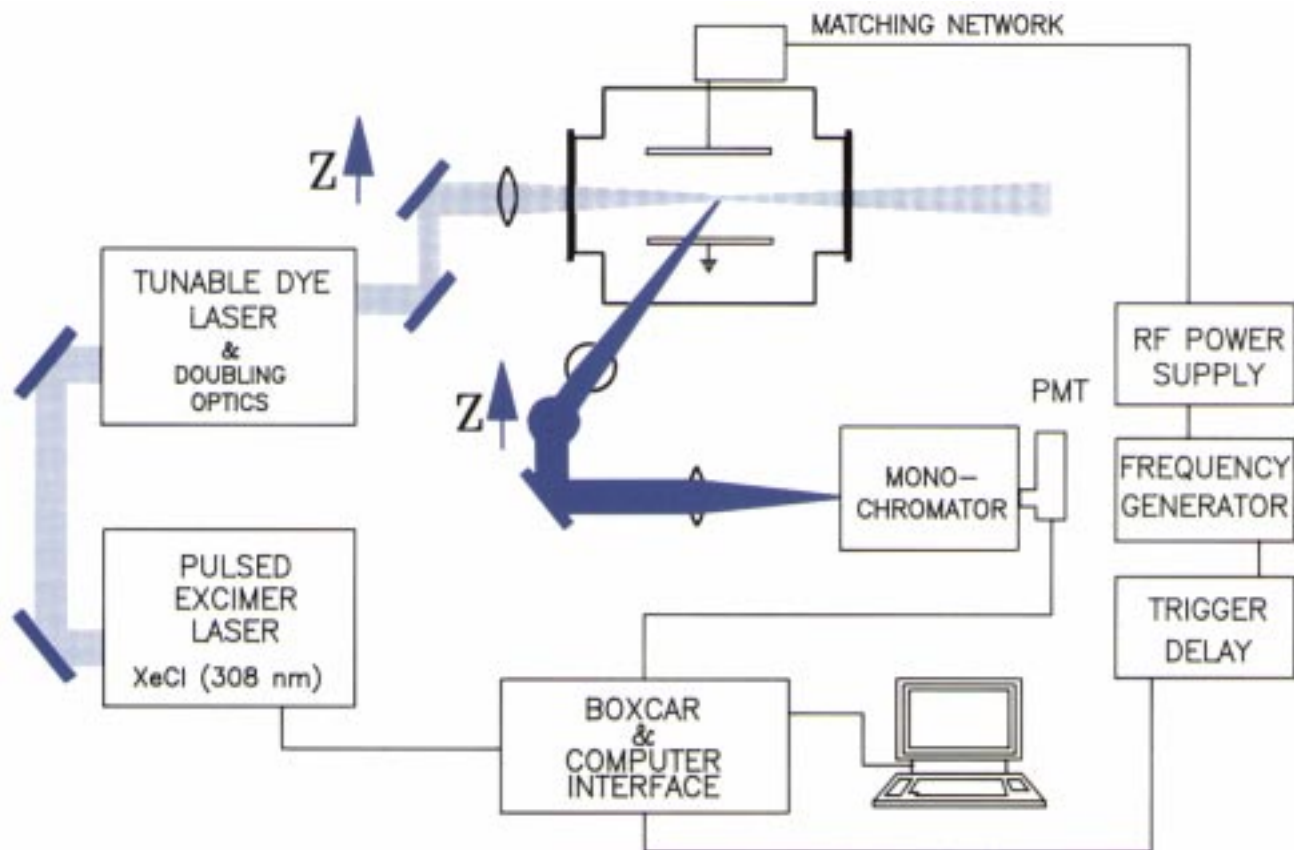 MATCHING NETWORK
Z
TUNABLE DYE
LASER
&
DOUBLING
OPTICS
RF POWER
SUPPLY
Z
PMT
MONO-
CHROMATOR
FREQUENCY
GENERATOR
PULSED
EXCIMER
LASER
XeCl (308 nm)
TRIGGER
DELAY
BOXCAR
&
COMPUTER
INTERFACE